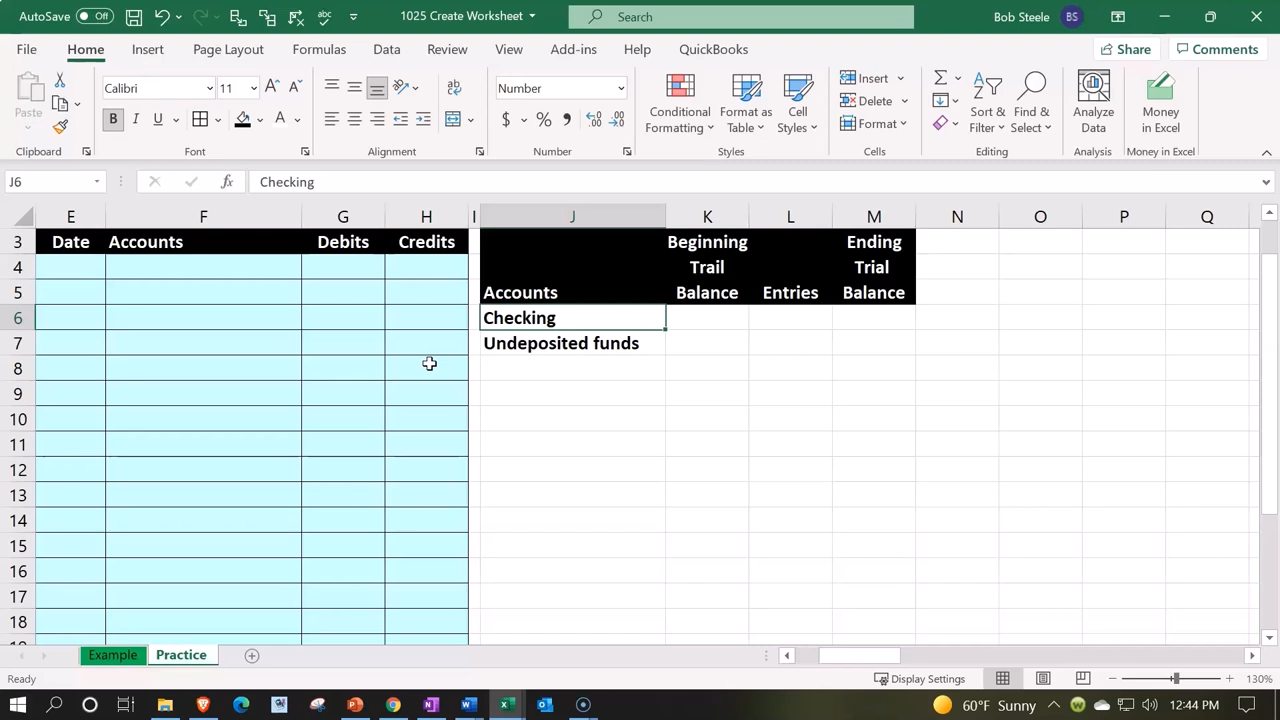 AutoSave Off 1025 Create Worksheet Search Bob Steele BS
File Home Insert Page Layout Formulas Data Review View Add-ins Help QuickBooks Share Comments
Paste Calibri 11 Number Conditional Formatting Format as Table Cell Styles Insert Delete Format Sort & Filter Find & Select Analyze Data Money in Excel
Clipboard Font Alignment Number Styles Cells Editing Analysis Money in Excel
J6 fx Checking
E F G H I J K L M N O P Q
3 Date Accounts Debits Credits Beginning Ending
4 Trail Trial
5 Accounts Balance Entries Balance
6 Checking
7 Undeposited funds
8
9
10
11
12
13
14
15
16
17
18
Example Practice
Ready Display Settings 130%
60°F Sunny 12:44 PM